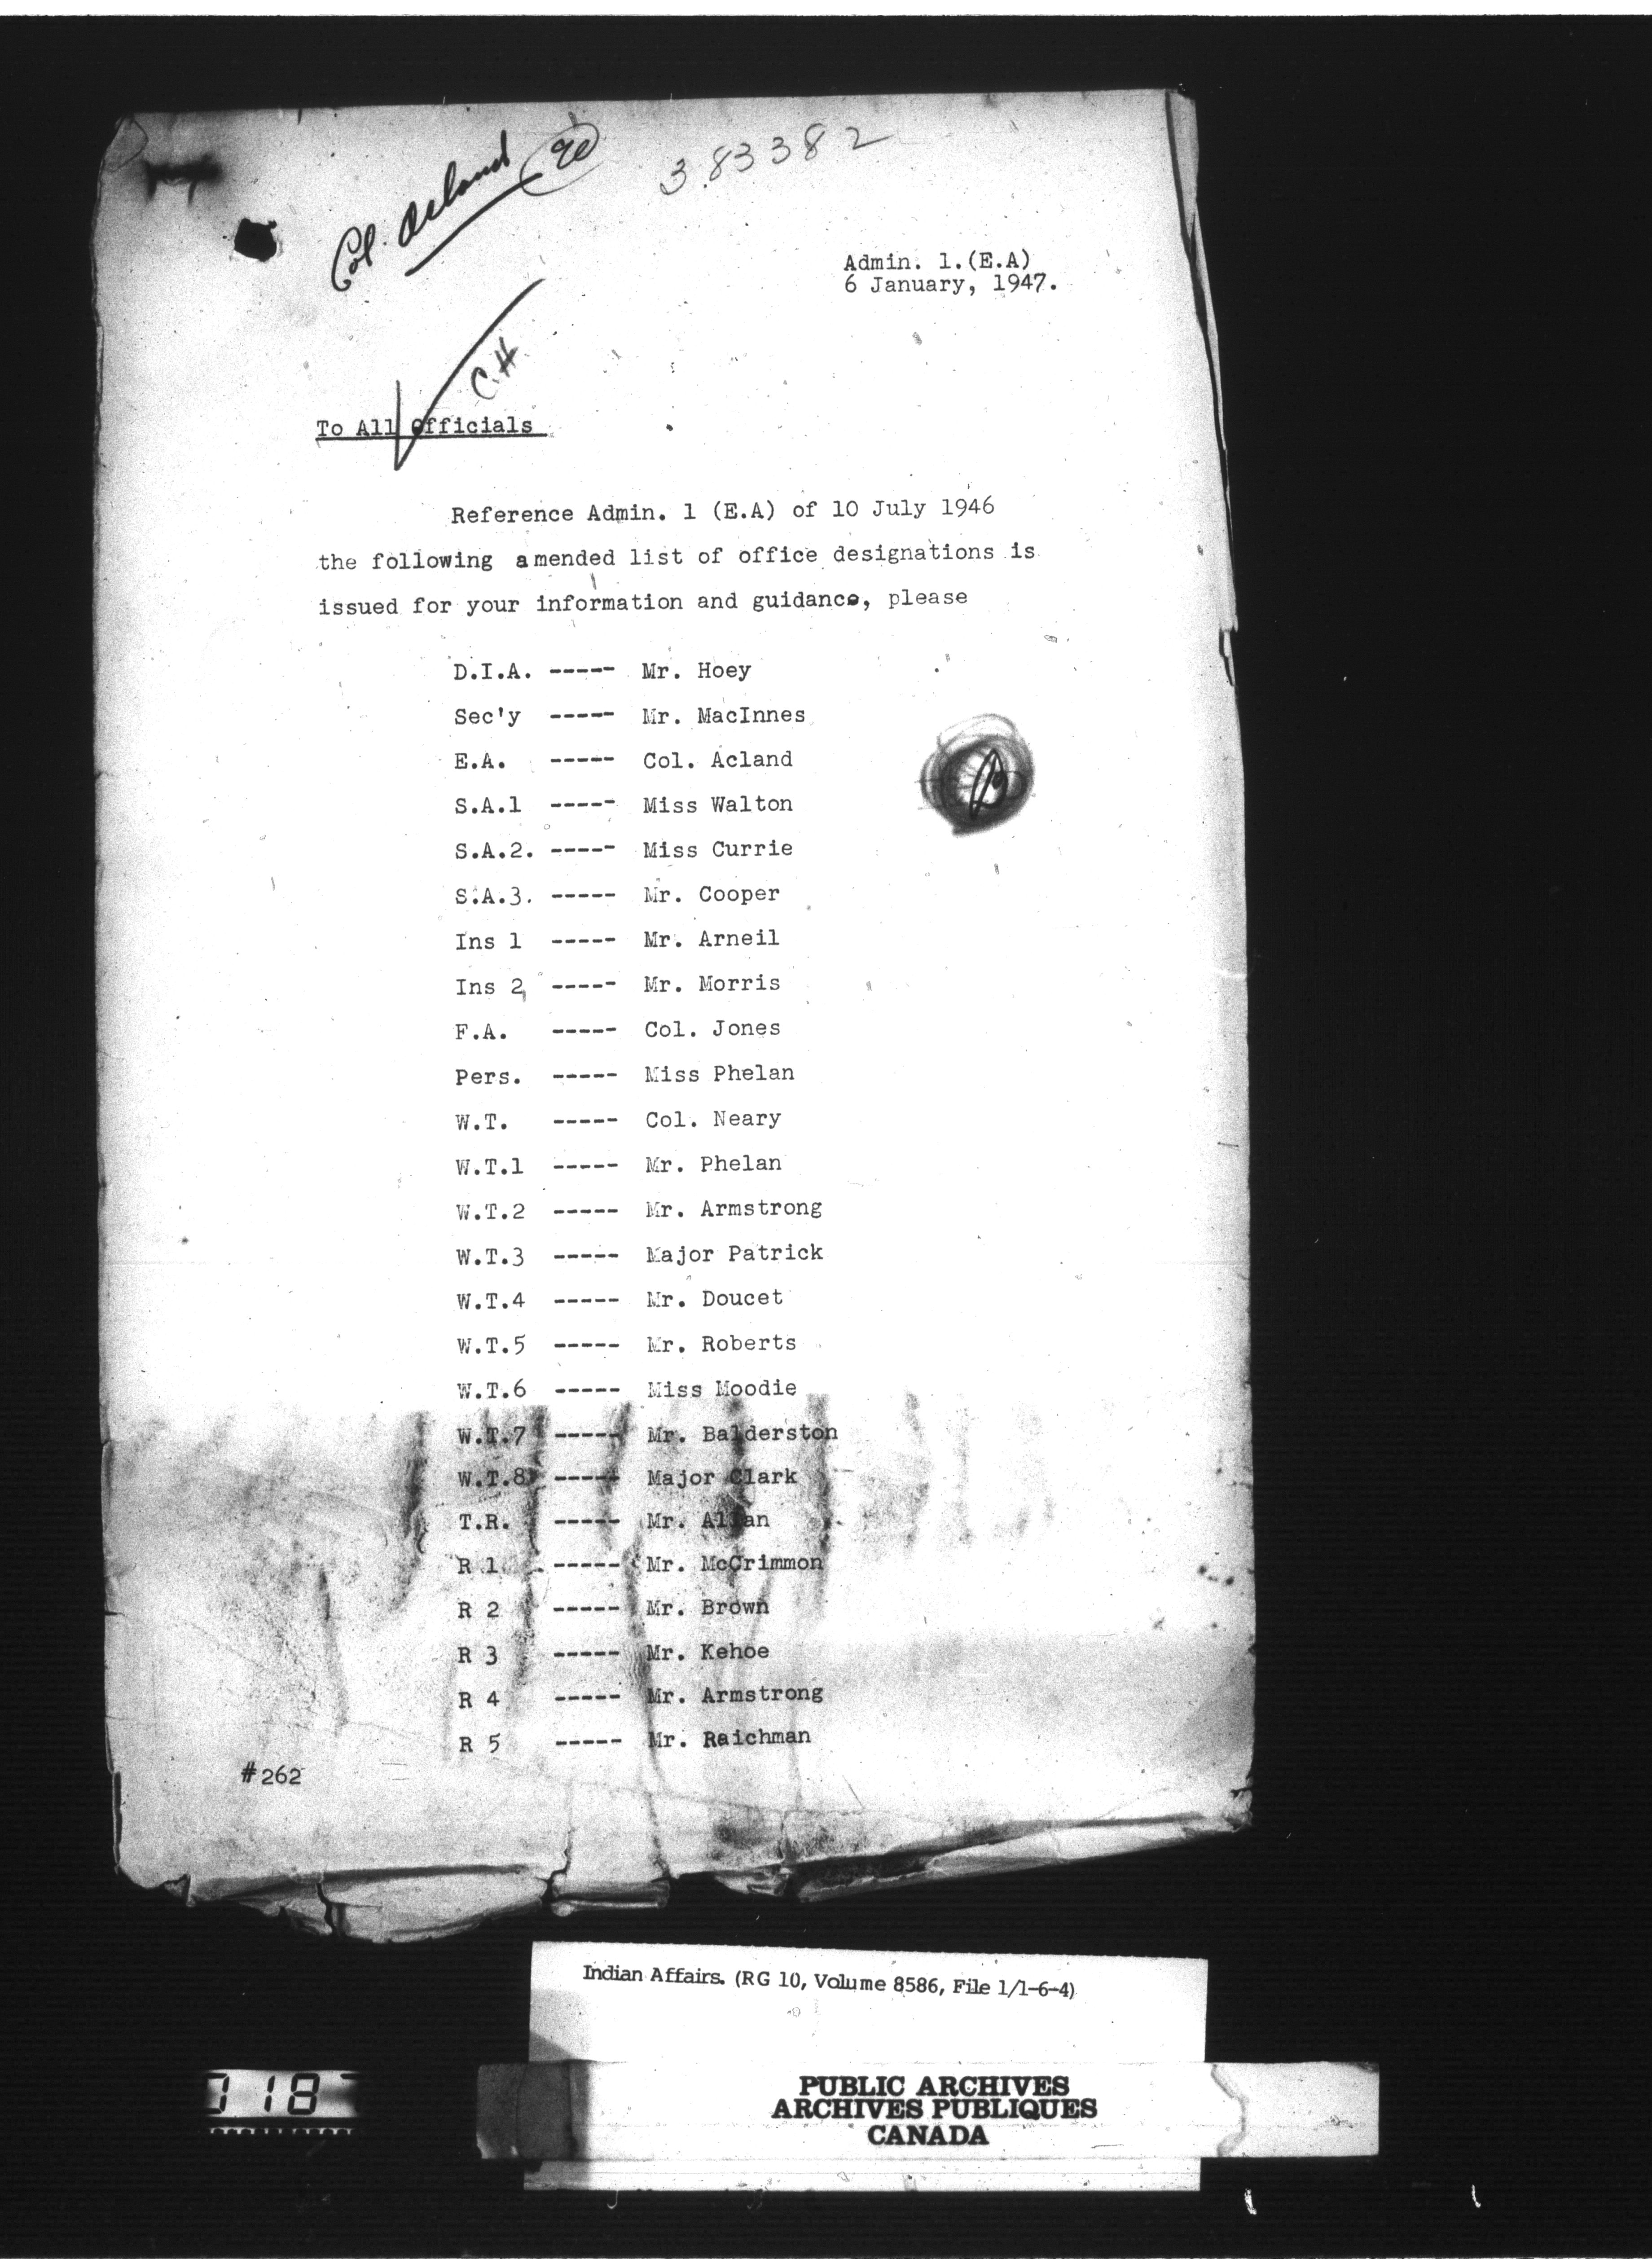 Col. Acland
383382
Admin. 1.(E.A)
6 January, 1947.
C.H.
To All Officials
Reference Admin. 1 (E.A) of 10 July 1946
the following amended list of office designations is
issued for your information and guidance, please
D.I.A. ----- Mr. Hoey
Sec'y ----- Mr. MacInnes
E.A. ----- Col. Acland
S.A.1 ----- Miss Walton
S.A.2. ----- Miss Currie
S.A.3. ----- Mr. Cooper
Ins 1 ----- Mr. Arneil
Ins 2 ----- Mr. Morris
F.A. ----- Col. Jones
Pers. ----- Miss Phelan
W.T. ----- Col. Neary
W.T.1 ----- Mr. Phelan
W.T.2 ----- Mr. Armstrong
W.T.3 ----- Major Patrick
W.T.4 ----- Mr. Doucet
W.T.5 ----- Mr. Roberts
W.T.6 ----- Miss Moodie
W.T.7 ----- Mr. Balderston
W.T.8 ----- Major Clark
T.R. ----- Mr. Allan
R 1 ----- Mr. McCrimmon
R 2 ----- Mr. Brown
R 3 ----- Mr. Kehoe
R 4 ----- Mr. Armstrong
R 5 ----- Mr. Raichman
#262
Indian Affairs. (RG 10, Volume 8586, File 1/1-6-4)
PUBLIC ARCHIVES
ARCHIVES PUBLIQUES
CANADA